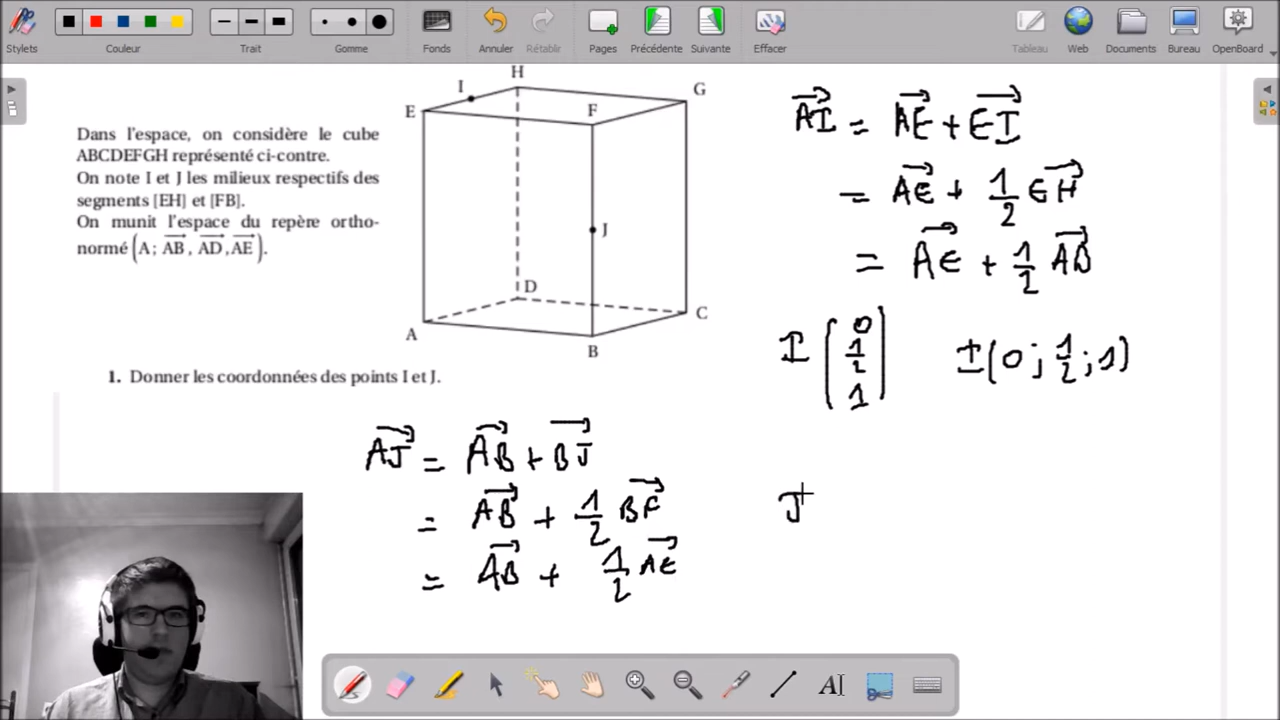 Stylets
Couleur
Trait
Gomme
Fonds
Annuler
Rétablir
Pages
Précédente
Suivante
Effacer
Tableau
Web
Documents
Bureau
OpenBoard
Dans l'espace, on considère le cube
ABCDEFGH représenté ci-contre.
On note I et J les milieux respectifs des
segments [EH] et [FB].
On munit l'espace du repère ortho-
normé (A; AB, AD, AE).
H
I
G
E
F
J
D
C
A
B
1. Donner les coordonnées des points I et J.
AI = AE + EI
= AE + 1/2 EH
= AE + 1/2 AD
I (0 1/2 1) I(0; 1/2; 1)
AJ = AB + BJ
= AB + 1/2 BF
= AB + 1/2 AE
J
AI